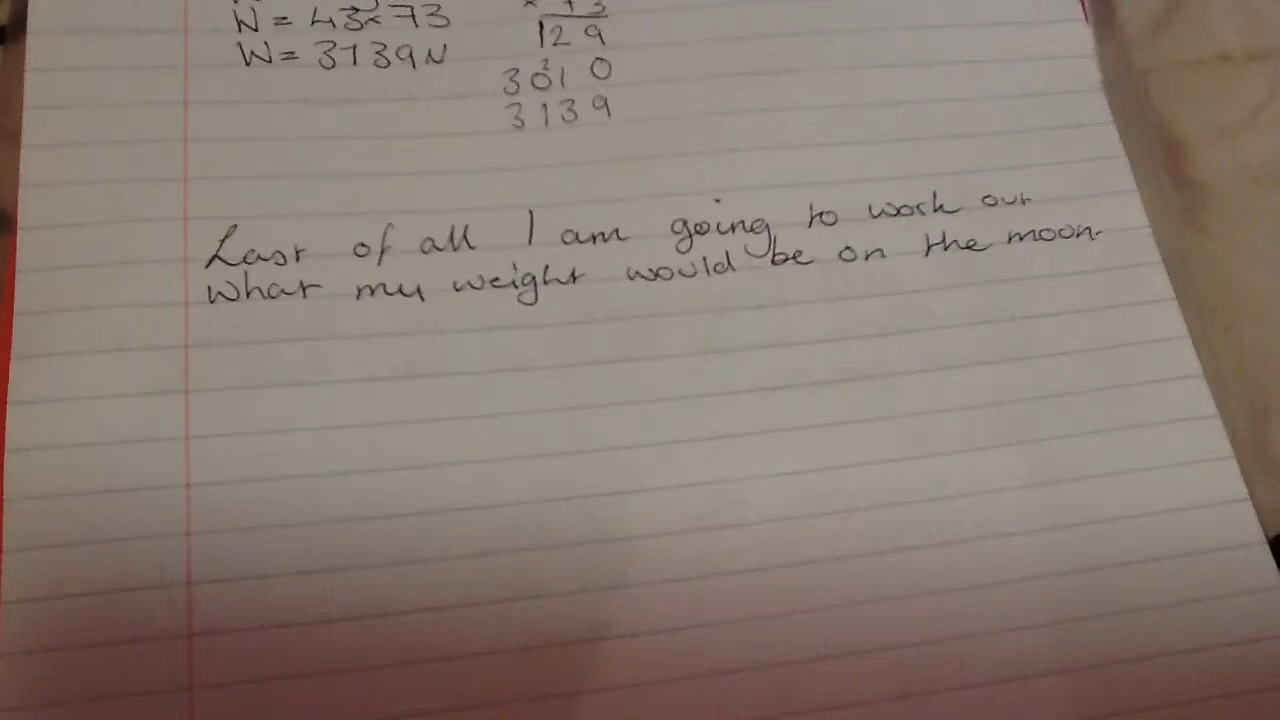 W = 43x73
W = 3139N
x 73
129
3010
3139
Last of all I am going to work out
what my weight would be on the moon.